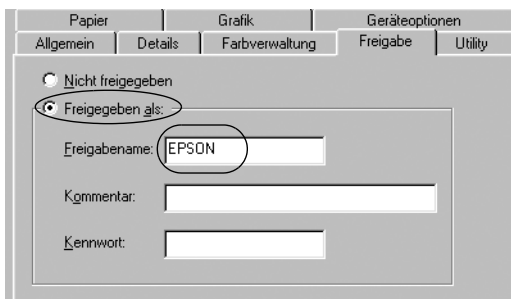 Papier Grafik Geräteoptionen
Allgemein Details Farbverwaltung Freigabe Utility
Nicht freigegeben
Freigegeben als:
Freigabename: EPSON
Kommentar:
Kennwort: